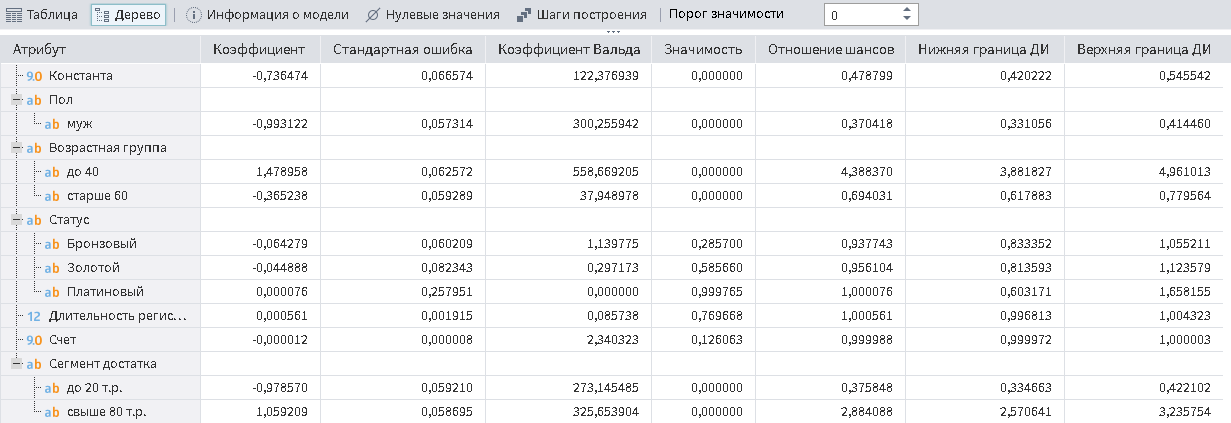 Таблица Дерево Информация о модели Нулевые значения Шаги построения Порог значимости 0
Атрибут Коэффициент Стандартная ошибка Коэффициент Вальда Значимость Отношение шансов Нижняя граница ДИ Верхняя граница ДИ
9.0 Константа -0,736474 0,066574 122,376939 0,000000 0,478799 0,420222 0,545542
ab Пол
ab муж -0,993122 0,057314 300,255942 0,000000 0,370418 0,331056 0,414460
ab Возрастная группа
ab до 40 1,478958 0,062572 558,669205 0,000000 4,388370 3,881827 4,961013
ab старше 60 -0,365238 0,059289 37,948978 0,000000 0,694031 0,617883 0,779564
ab Статус
ab Бронзовый -0,064279 0,060209 1,139775 0,285700 0,937743 0,833352 1,055211
ab Золотой -0,044888 0,082343 0,297173 0,585660 0,956104 0,813593 1,123579
ab Платиновый 0,000076 0,257951 0,000000 0,999765 1,000076 0,603171 1,658155
12 Длительность регис... 0,000561 0,001915 0,085738 0,769668 1,000561 0,996813 1,004323
9.0 Счет -0,000012 0,000008 2,340323 0,126063 0,999988 0,999972 1,000003
ab Сегмент достатка
ab до 20 т.р. -0,978570 0,059210 273,145485 0,000000 0,375848 0,334663 0,422102
ab свыше 80 т.р. 1,059209 0,058695 325,653904 0,000000 2,884088 2,570641 3,235754